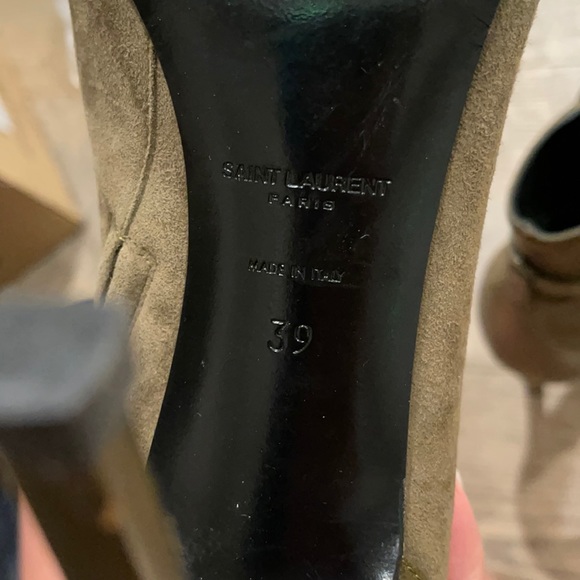 SAINT LAURENT
PARIS
MADE IN ITALY
39